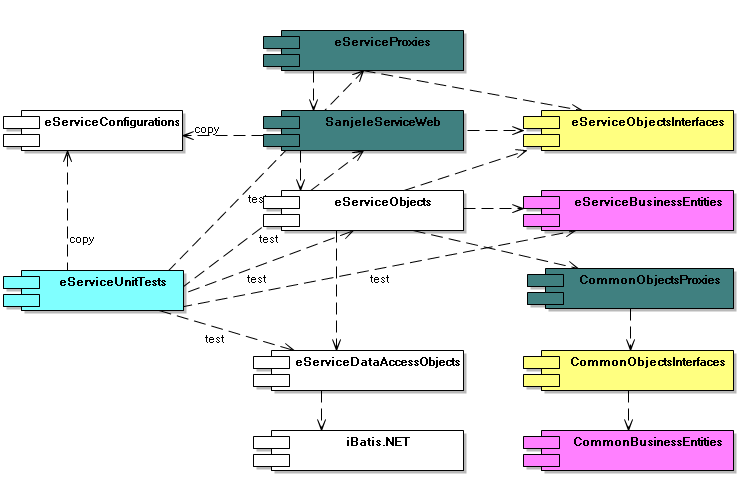 eServiceProxies
eServiceConfigurations
copy
SanjeleServiceWeb
eServiceObjectsInterfaces
test
eServiceObjects
eServiceBusinessEntities
copy
test
eServiceUnitTests
test
test
CommonObjectsProxies
test
eServiceDataAccessObjects
CommonObjectsInterfaces
iBatis.NET
CommonBusinessEntities